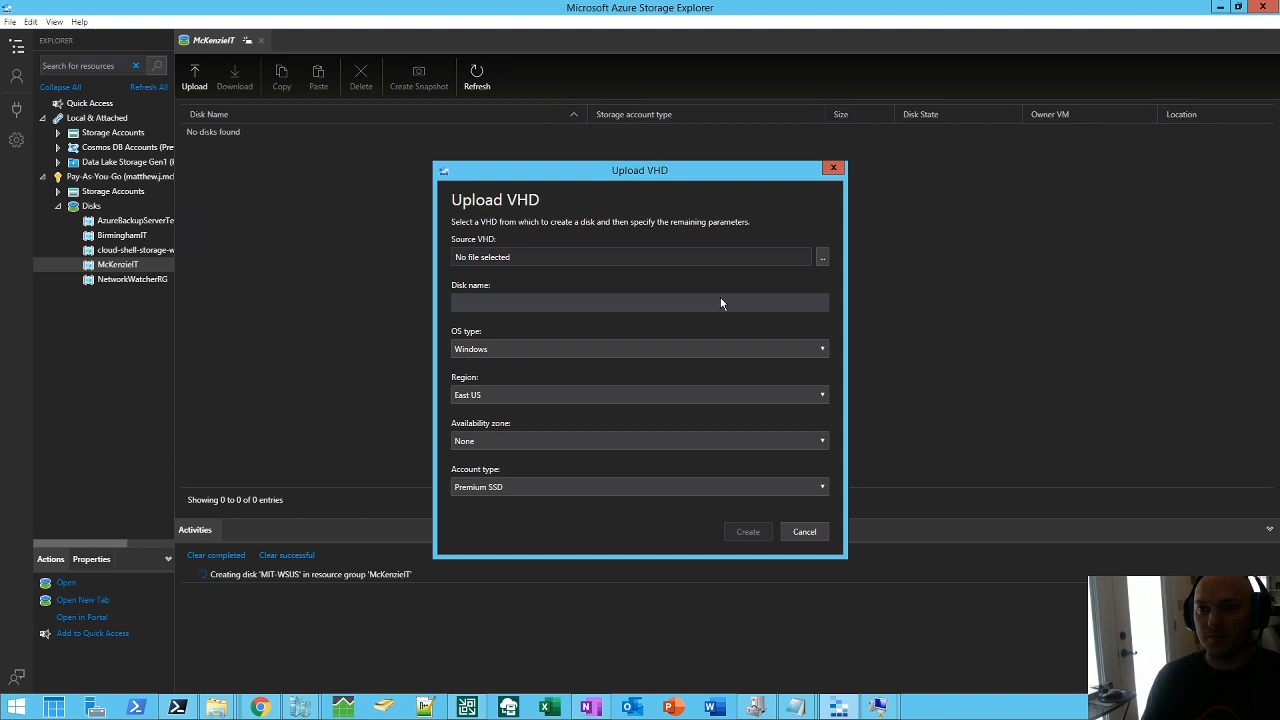 Microsoft Azure Storage Explorer
File Edit View Help
EXPLORER
McKenzieIT
Search for resources
Collapse All Refresh All
Quick Access
Local & Attached
Storage Accounts
Cosmos DB Accounts (Pre
Data Lake Storage Gen1 (
Pay-As-You-Go (matthew.j.mc
Storage Accounts
Disks
AzureBackupServerTe
BirminghamIT
cloud-shell-storage-w
McKenzieIT
NetworkWatcherRG
Upload Download Copy Paste Delete Create Snapshot Refresh
Disk Name Storage account type Size Disk State Owner VM Location
No disks found
Upload VHD
Upload VHD
Select a VHD from which to create a disk and then specify the remaining parameters.
Source VHD:
No file selected ...
Disk name:
OS type:
Windows
Region:
East US
Availability zone:
None
Account type:
Premium SSD
Create Cancel
Showing 0 to 0 of 0 entries
Activities
Clear completed Clear successful
Creating disk 'MIT-WSUS' in resource group 'McKenzieIT'
Actions Properties
Open
Open New Tab
Open in Portal
Add to Quick Access